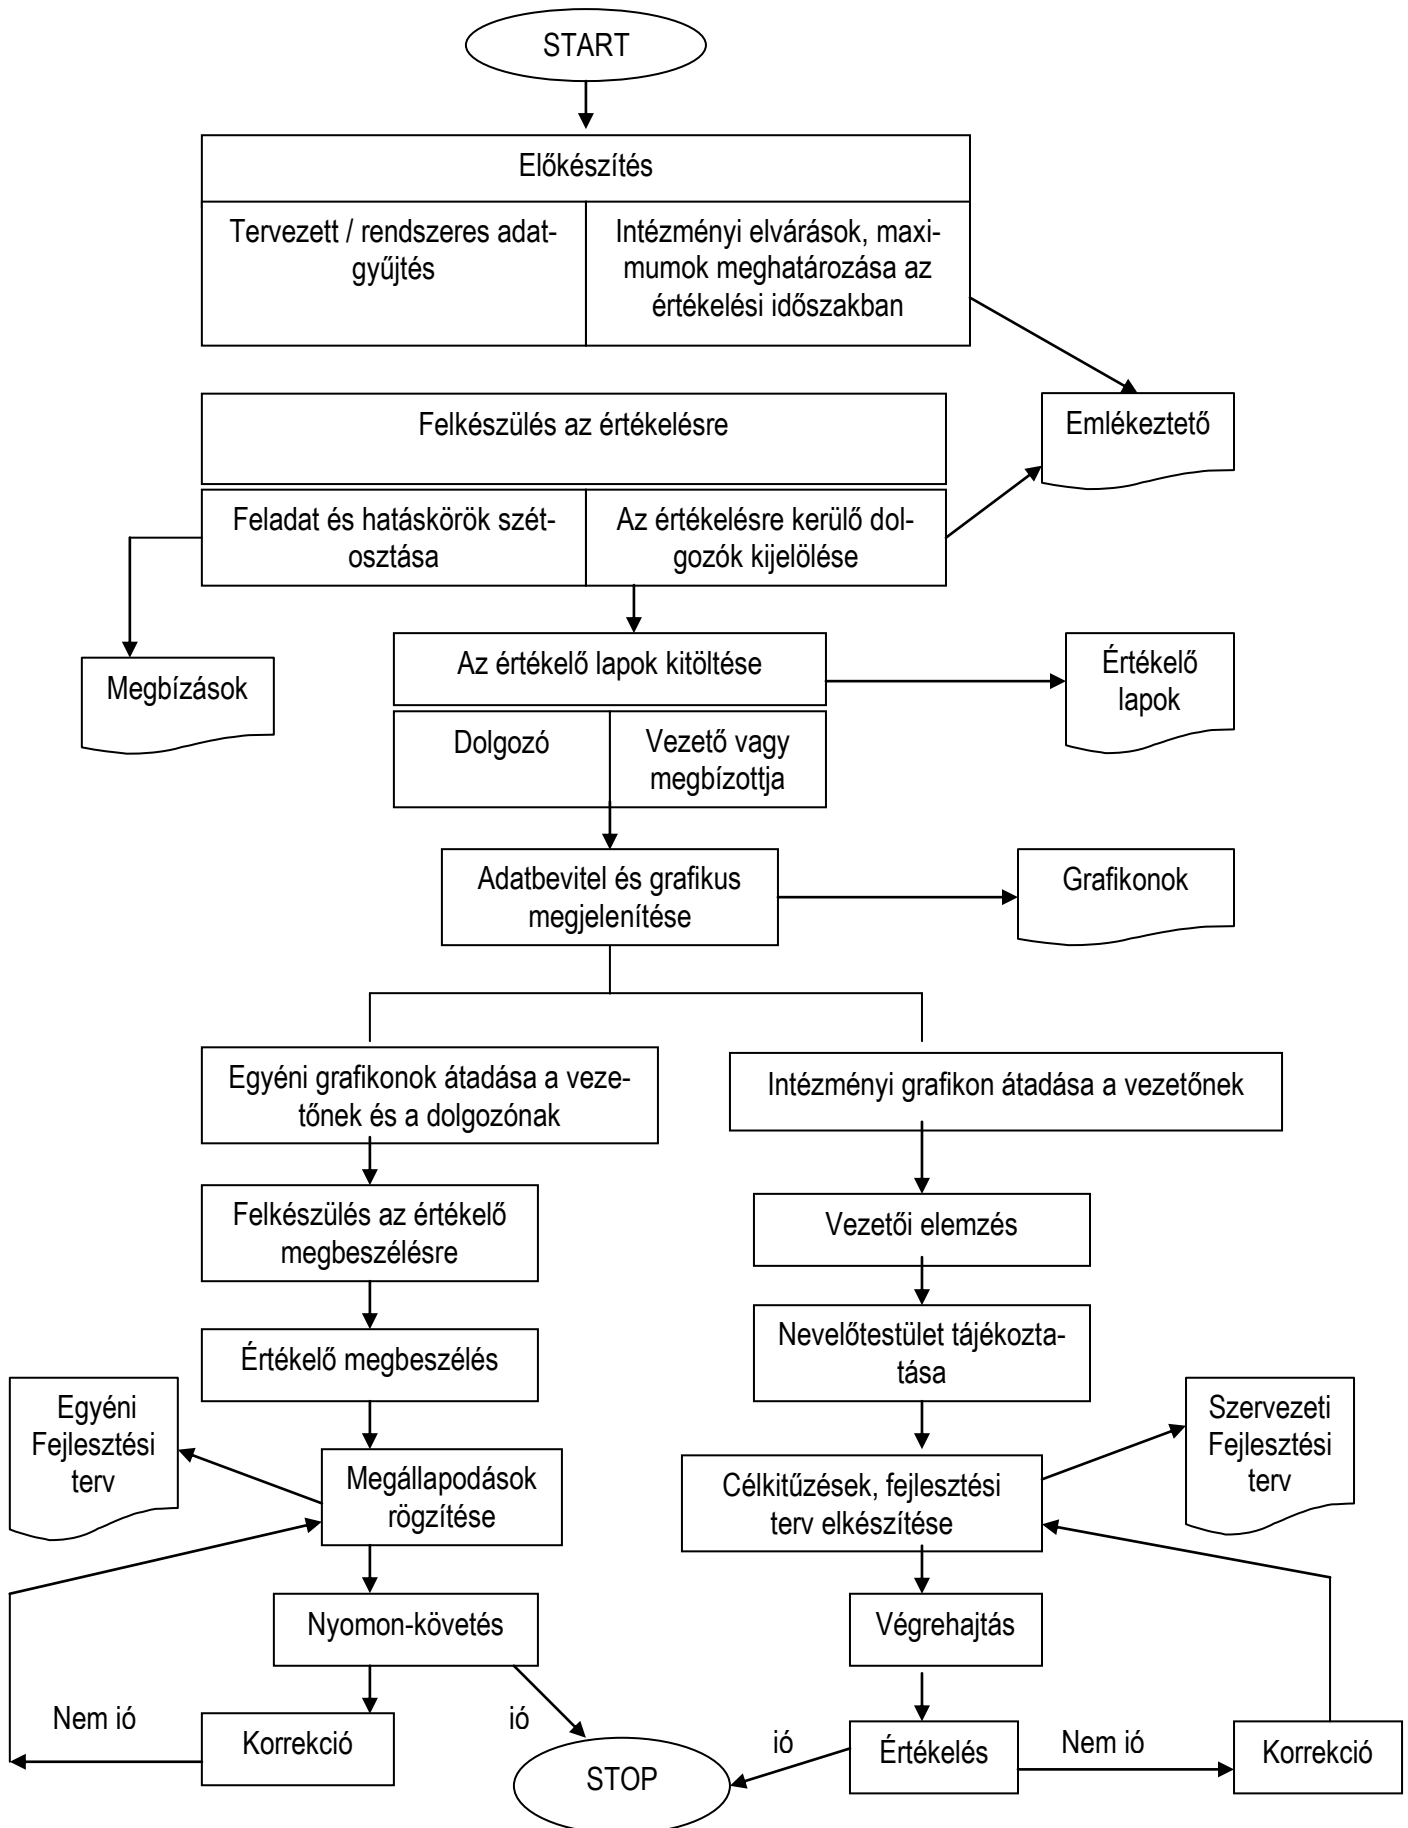 START
Előkészítés
Tervezett / rendszeres adat-
gyűjtés
Intézményi elvárások, maxi-
mumok meghatározása az
értékelési időszakban
Felkészülés az értékelésre
Emlékeztető
Feladat és hatáskörök szét-
osztása
Az értékelésre kerülő dol-
gozók kijelölése
Megbízások
Az értékelő lapok kitöltése
Értékelő
lapok
Dolgozó
Vezető vagy
megbízottja
Adatbevitel és grafikus
megjelenítése
Grafikonok
Egyéni grafikonok átadása a veze-
tőnek és a dolgozónak
Intézményi grafikon átadása a vezetőnek
Felkészülés az értékelő
megbeszélésre
Vezetői elemzés
Értékelő megbeszélés
Nevelőtestület tájékozta-
tása
Egyéni
Fejlesztési
terv
Szervezeti
Fejlesztési
terv
Megállapodások
rögzítése
Célkitűzések, fejlesztési
terv elkészítése
Nyomon-követés
Végrehajtás
Nem ió
Korrekció
ió
STOP
ió
Értékelés
Nem ió
Korrekció